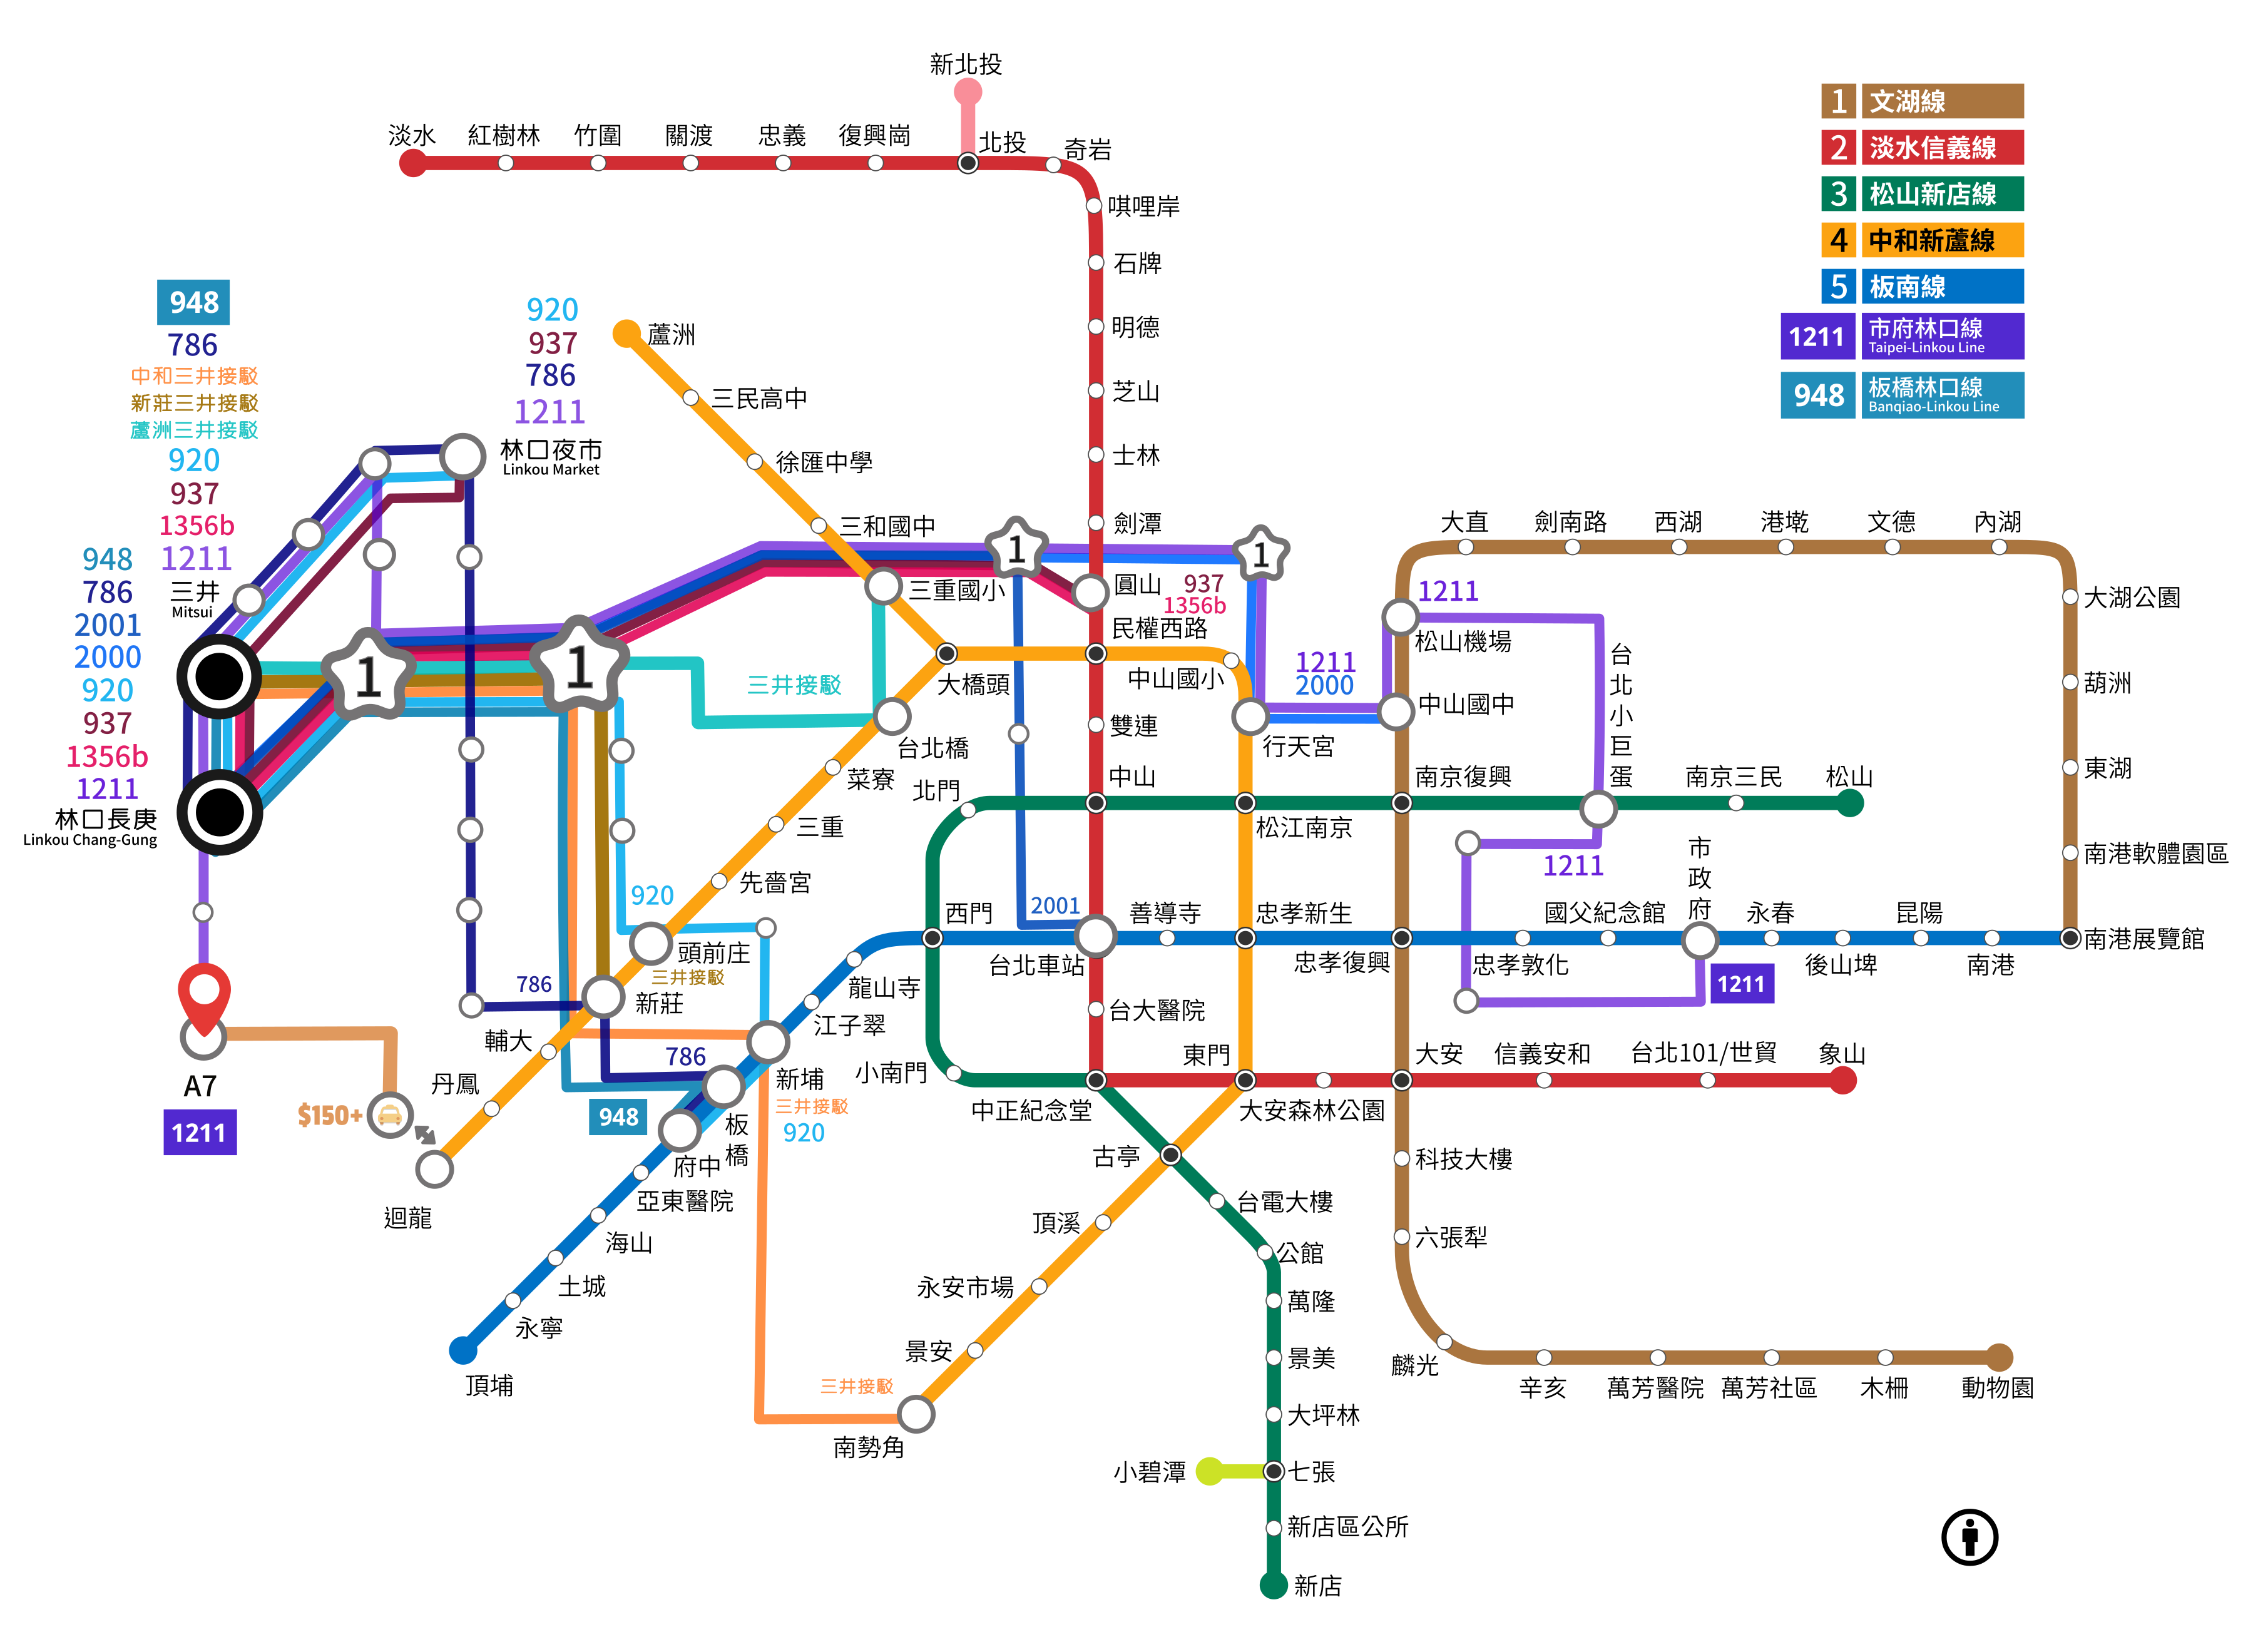 新北投
淡水
紅樹林
竹圍
關渡
忠義
復興崗
北投
奇岩
唭哩岸
石牌
明德
芝山
士林
劍潭
圓山
937
1356b
民權西路
雙連
中山
1 文湖線
2 淡水信義線
3 松山新店線
4 中和新蘆線
5 板南線
1211 市府林口線
Taipei-Linkou Line
948 板橋林口線
Banqiao-Linkou Line
948
786
中和三井接駁
新莊三井接駁
蘆洲三井接駁
920
937
1356b
1211
三井
Mitsui
948
786
2001
2000
920
937
1356b
1211
林口長庚
Linkou Chang-Gung
920
937
786
1211
林口夜市
Linkou Market
1
1
1
1
蘆洲
三民高中
徐匯中學
三和國中
三重國小
大橋頭
台北橋
三井接駁
菜寮
三重
先嗇宮
頭前庄
三井接駁
920
新莊
786
輔大
丹鳳
迴龍
$150+
A7
1211
中山國小
行天宮
1211
2000
1211
松山機場
中山國中
南京復興
台北小巨蛋
南京三民
松山
1211
大直
劍南路
西湖
港墘
文德
內湖
大湖公園
葫洲
東湖
南港軟體園區
南港展覽館
北門
松江南京
西門
2001
台北車站
善導寺
忠孝新生
忠孝復興
忠孝敦化
國父紀念館
市政府
1211
永春
後山埤
昆陽
南港
龍山寺
江子翠
新埔
三井接駁
920
786
948
板橋
府中
亞東醫院
海山
土城
永寧
頂埔
台大醫院
小南門
中正紀念堂
東門
大安森林公園
大安
信義安和
台北101/世貿
象山
古亭
台電大樓
公館
萬隆
景美
大坪林
七張
小碧潭
新店區公所
新店
頂溪
永安市場
景安
三井接駁
南勢角
科技大樓
六張犁
麟光
辛亥
萬芳醫院
萬芳社區
木柵
動物園